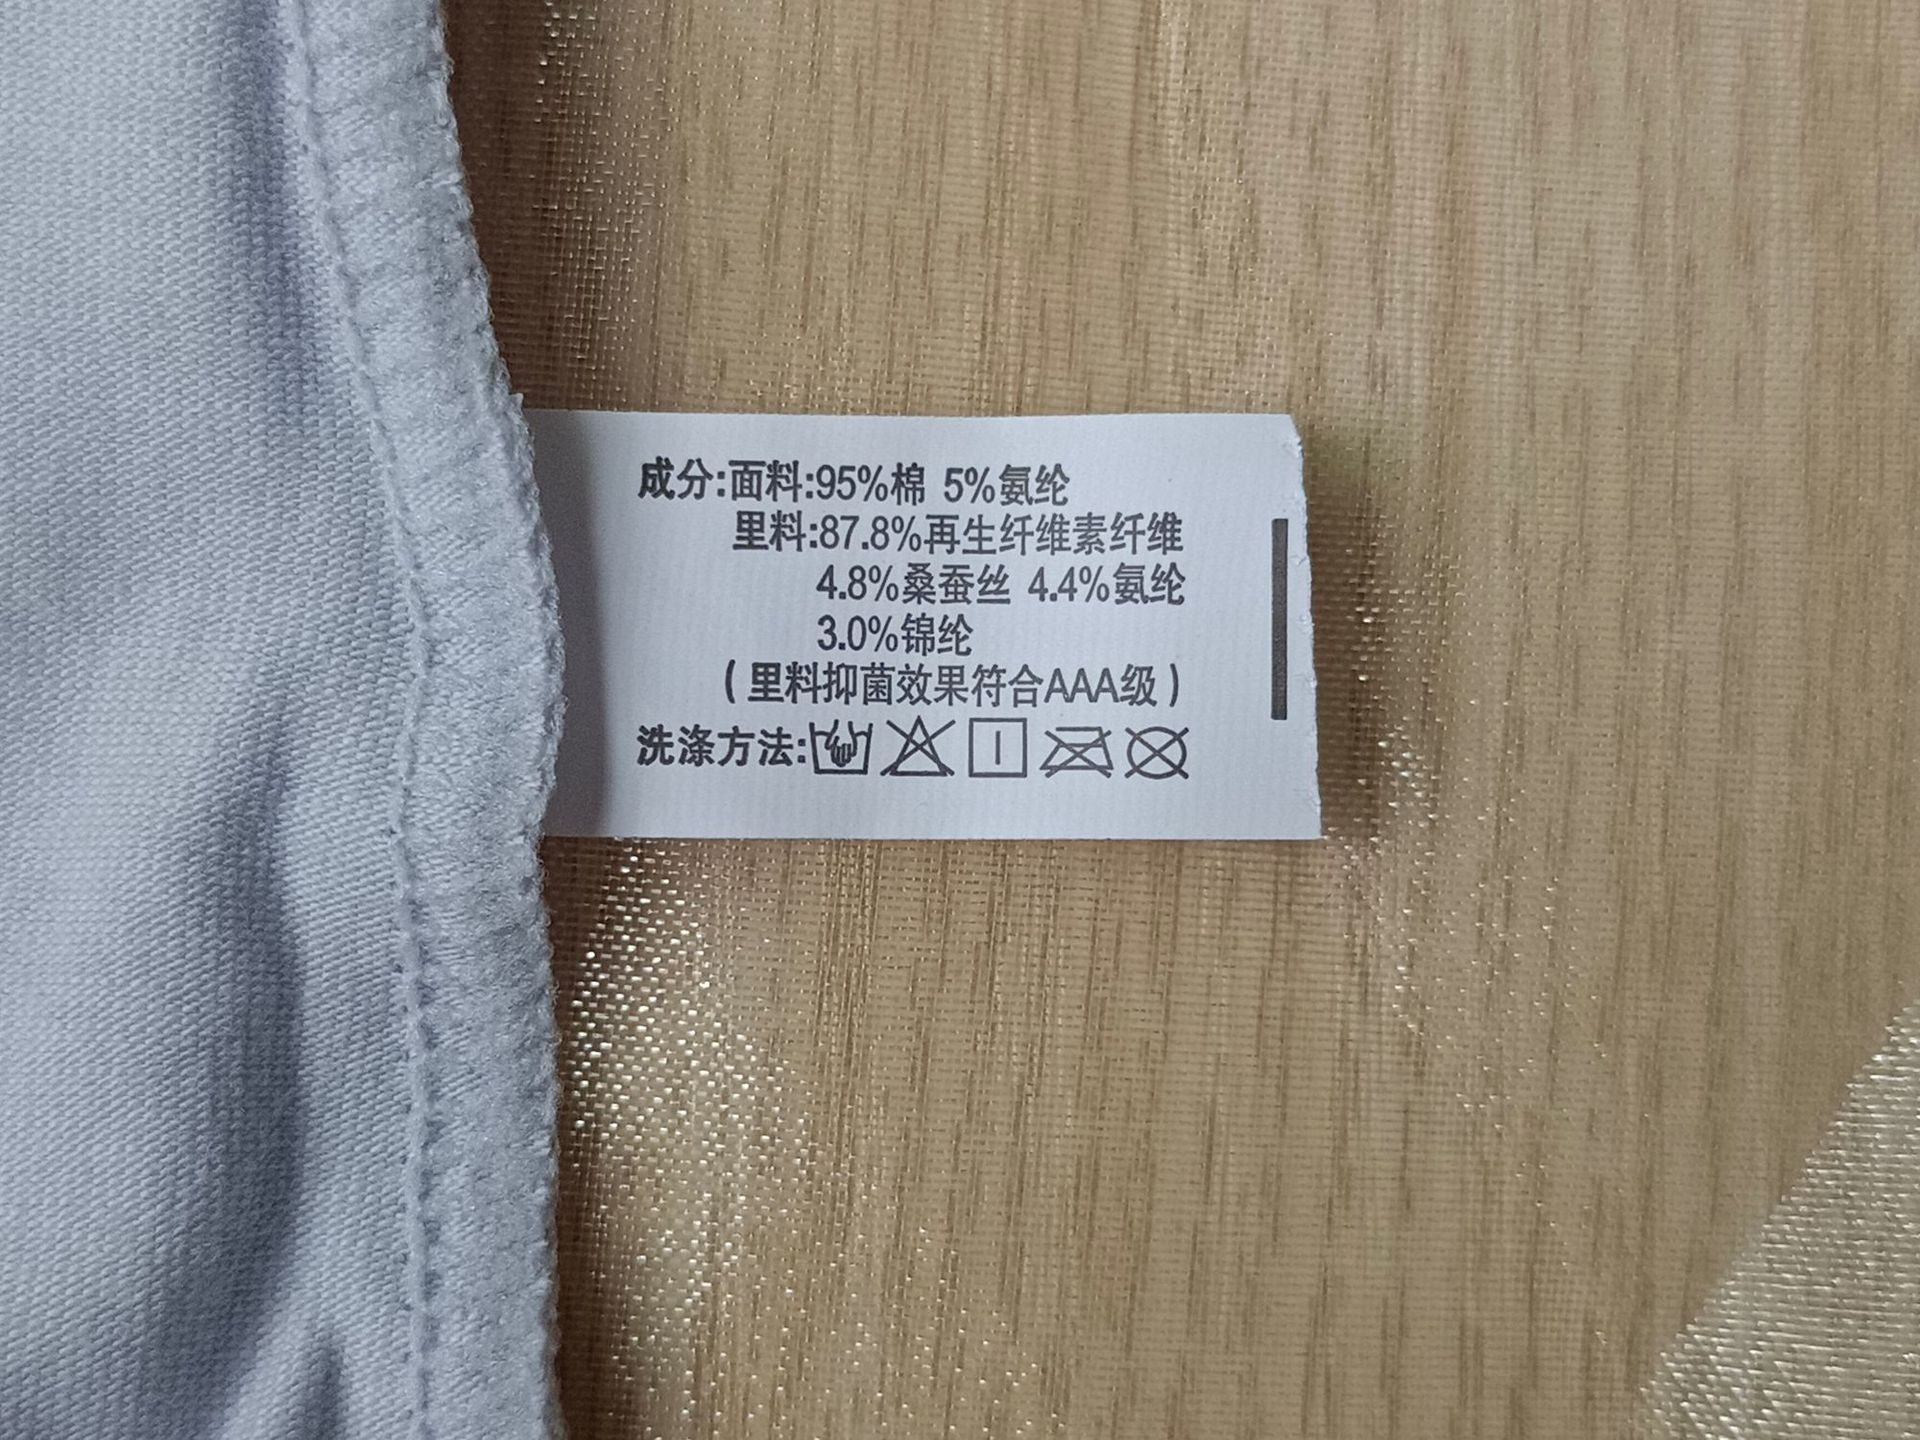 成分:面料:95%棉 5%氨纶
里料:87.8%再生纤维素纤维
4.8%桑蚕丝 4.4%氨纶
3.0%锦纶
(里料抑菌效果符合AAA级)
洗涤方法: